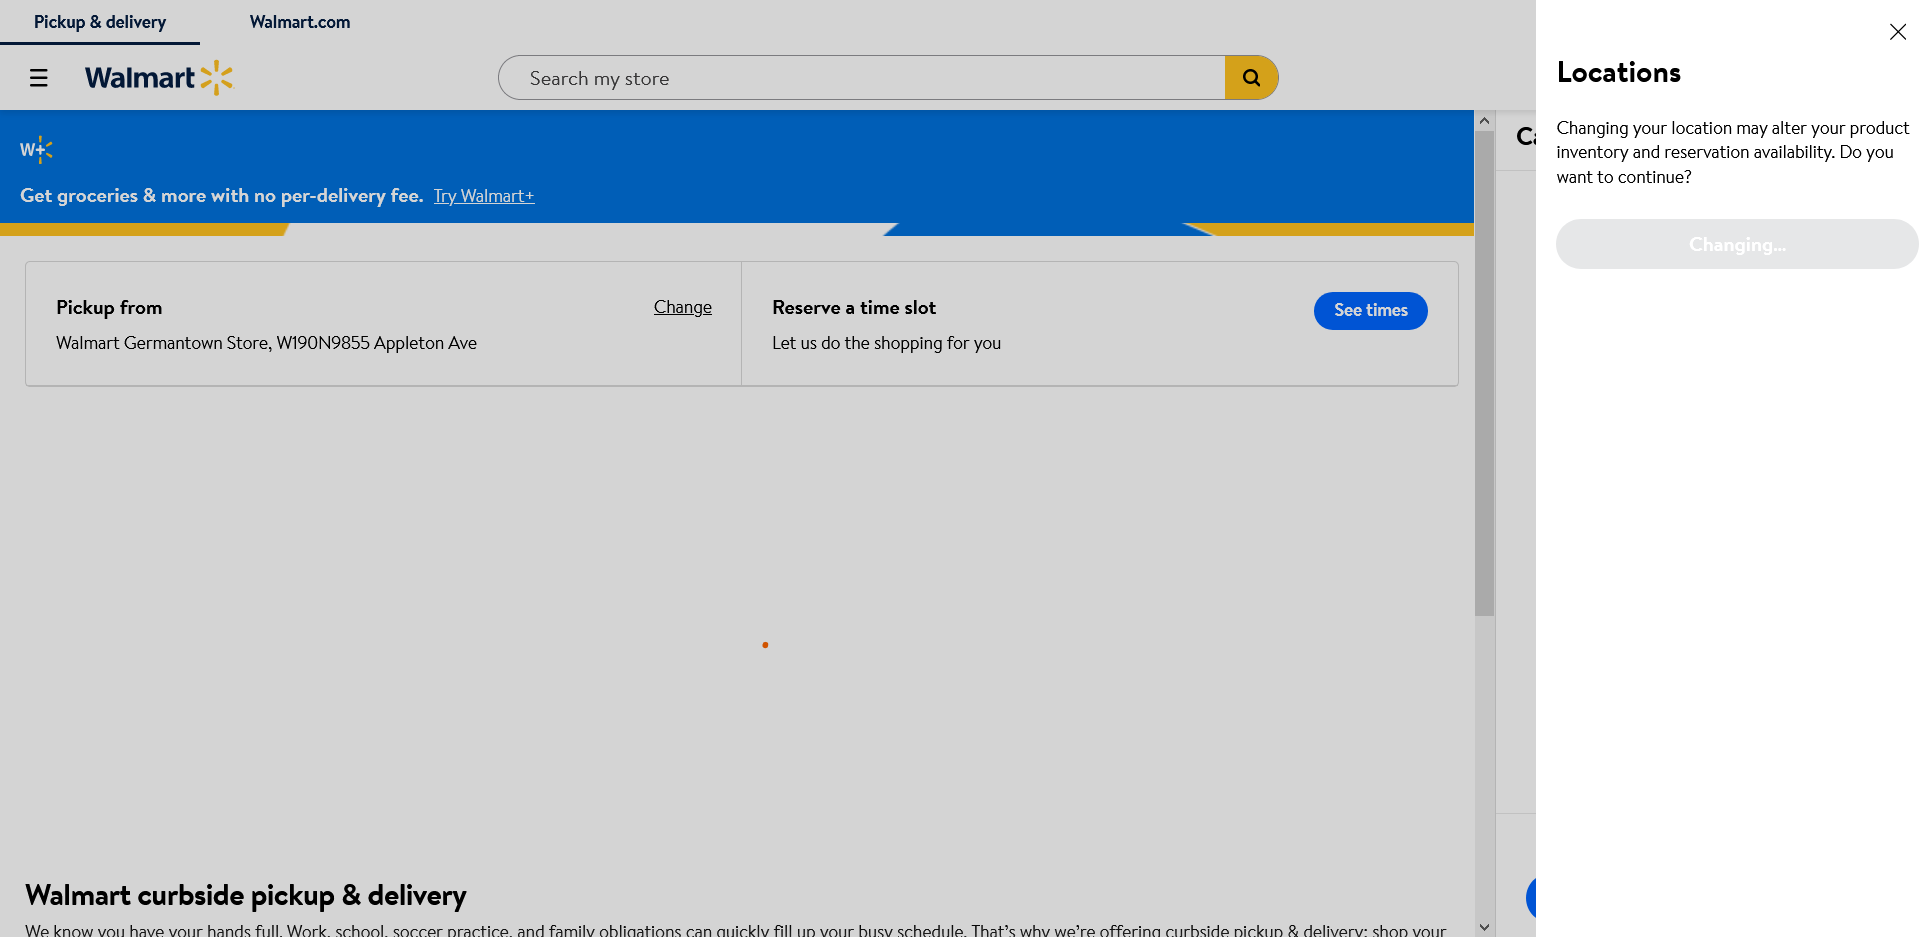 Pickup & delivery
Walmart.com
Walmart
Search my store
W+
Get groceries & more with no per-delivery fee. Try Walmart+
Pickup from
Change
Walmart Germantown Store, W190N9855 Appleton Ave
Reserve a time slot
See times
Let us do the shopping for you
Walmart curbside pickup & delivery
We know you have your hands full. Work, school, soccer practice, and family obligations can quickly fill up your busy schedule. That's why we're offering curbside pickup & delivery: shop your
Ca
Locations
Changing your location may alter your product
inventory and reservation availability. Do you
want to continue?
Changing...